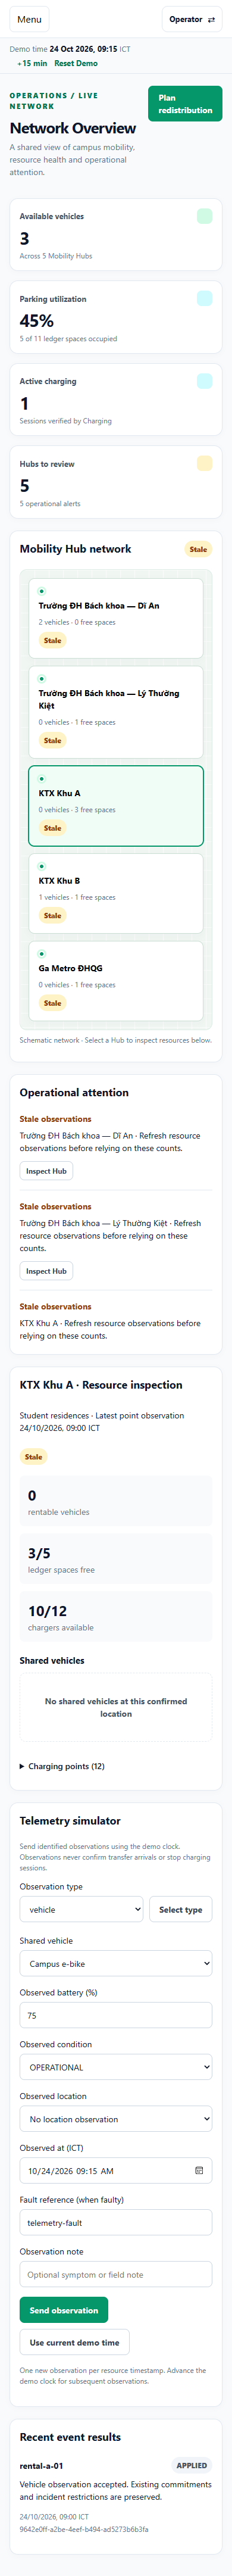 Menu
Operator ⇄
Demo time 24 Oct 2026, 09:15 ICT
+15 min Reset Demo
OPERATIONS / LIVE
NETWORK
Plan
redistribution
Network Overview
A shared view of campus mobility,
resource health and operational
attention.
Available vehicles
3
Across 5 Mobility Hubs
Parking utilization
45%
5 of 11 ledger spaces occupied
Active charging
1
Sessions verified by Charging
Hubs to review
5
5 operational alerts
Mobility Hub network
Stale
Trường ĐH Bách khoa — Dĩ An
2 vehicles · 0 free spaces
Stale
Trường ĐH Bách khoa — Lý Thường
Kiệt
0 vehicles · 1 free spaces
Stale
KTX Khu A
0 vehicles · 3 free spaces
Stale
KTX Khu B
1 vehicles · 1 free spaces
Stale
Ga Metro ĐHQG
0 vehicles · 1 free spaces
Stale
Schematic network · Select a Hub to inspect resources below.
Operational attention
Stale observations
Trường ĐH Bách khoa — Dĩ An · Refresh resource
observations before relying on these counts.
Inspect Hub
Stale observations
Trường ĐH Bách khoa — Lý Thường Kiệt · Refresh
resource observations before relying on these
counts.
Inspect Hub
Stale observations
KTX Khu A · Refresh resource observations before
relying on these counts.
KTX Khu A · Resource inspection
Student residences · Latest point observation
24/10/2026, 09:00 ICT
Stale
0
rentable vehicles
3/5
ledger spaces free
10/12
chargers available
Shared vehicles
No shared vehicles at this confirmed
location
▶ Charging points (12)
Telemetry simulator
Send identified observations using the demo clock.
Observations never confirm transfer arrivals or stop charging
sessions.
Observation type
vehicle
Select type
Shared vehicle
Campus e-bike
Observed battery (%)
75
Observed condition
OPERATIONAL
Observed location
No location observation
Observed at (ICT)
10/24/2026 09:15 AM
Fault reference (when faulty)
telemetry-fault
Observation note
Optional symptom or field note
Send observation
Use current demo time
One new observation per resource timestamp. Advance the
demo clock for subsequent observations.
Recent event results
rental-a-01
APPLIED
Vehicle observation accepted. Existing commitments
and incident restrictions are preserved.
24/10/2026, 09:00 ICT
9642e0ff-a2be-4eef-b494-ad5273b6b3fa